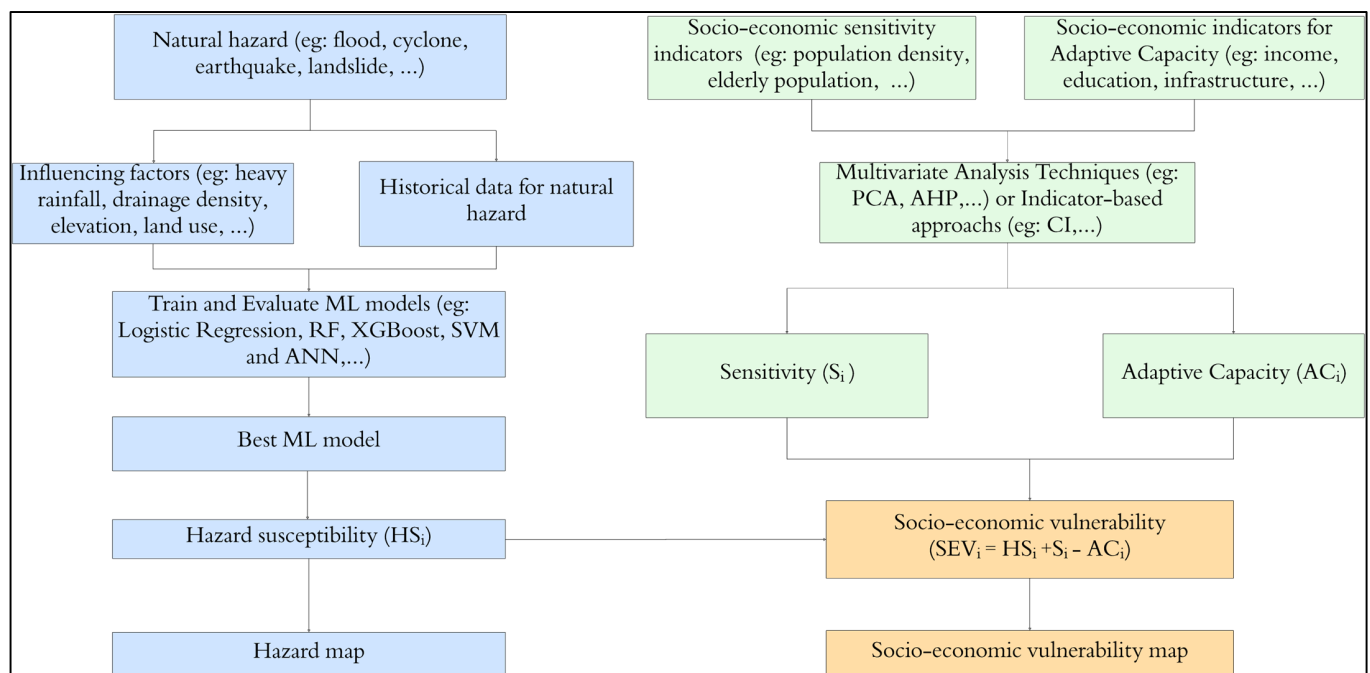 Natural hazard (eg: flood, cyclone,
earthquake, landslide, ...)
Socio-economic sensitivity
indicators (eg: population density,
elderly population, ...)
Socio-economic indicators for
Adaptive Capacity (eg: income,
education, infrastructure, ...)
Influencing factors (eg: heavy
rainfall, drainage density,
elevation, land use, ...)
Historical data for natural
hazard
Multivariate Analysis Techniques (eg:
PCA, AHP,...) or Indicator-based
approachs (eg: CI,...)
Train and Evaluate ML models (eg:
Logistic Regression, RF, XGBoost, SVM
and ANN,...)
Sensitivity (Sᵢ)
Adaptive Capacity (ACᵢ)
Best ML model
Hazard susceptibility (HSᵢ)
Socio-economic vulnerability
(SEVᵢ = HSᵢ +Sᵢ - ACᵢ)
Hazard map
Socio-economic vulnerability map